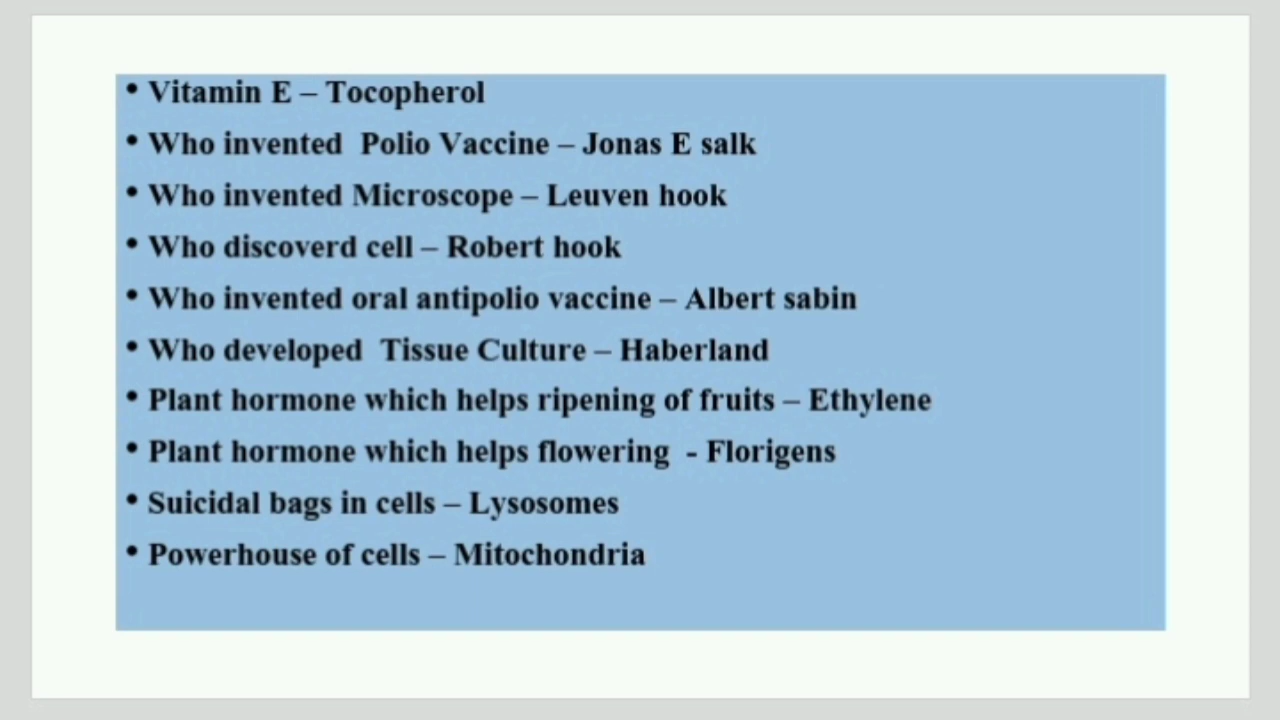 • Vitamin E – Tocopherol
• Who invented  Polio Vaccine – Jonas E salk
• Who invented Microscope – Leuven hook
• Who discoverd cell – Robert hook
• Who invented oral antipolio vaccine – Albert sabin
• Who developed  Tissue Culture – Haberland
• Plant hormone which helps ripening of fruits – Ethylene
• Plant hormone which helps flowering  - Florigens
• Suicidal bags in cells – Lysosomes
• Powerhouse of cells – Mitochondria